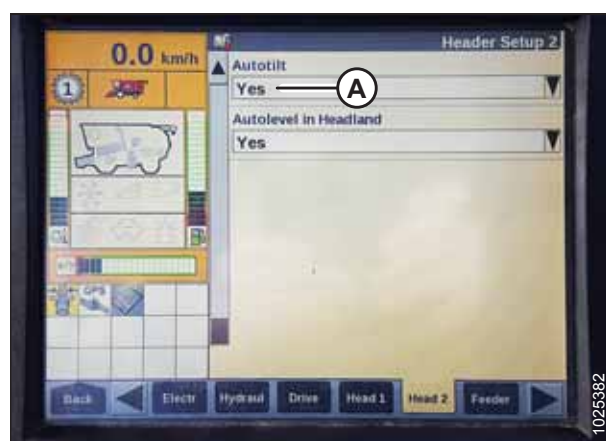 0.0 km/h
Header Setup 2
1
Autotilt
Yes
A
Autolevel in Headland
Yes
Back
Electr
Hydraul
Drive
Head 1
Head 2
Feeder
1025382